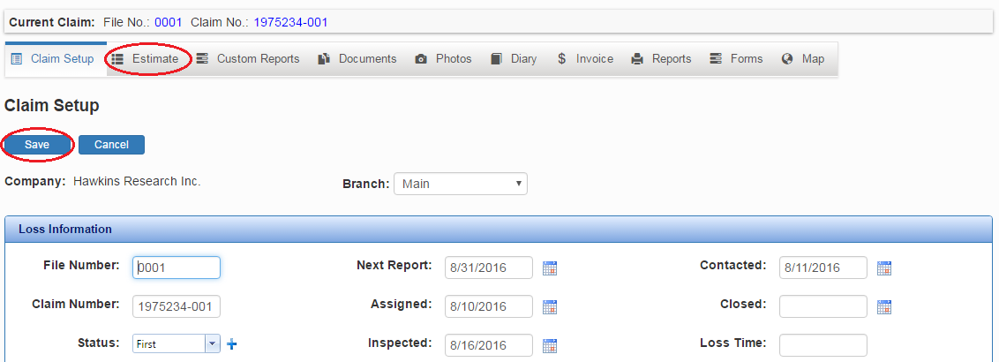 Current Claim: File No.: 0001 Claim No.: 1975234-001
Claim Setup Estimate Custom Reports Documents Photos Diary $ Invoice Reports Forms Map
Claim Setup
Save Cancel
Company: Hawkins Research Inc. Branch: Main
Loss Information
File Number: 0001 Next Report: 8/31/2016 Contacted: 8/11/2016
Claim Number: 1975234-001 Assigned: 8/10/2016 Closed:
Status: First Inspected: 8/16/2016 Loss Time: